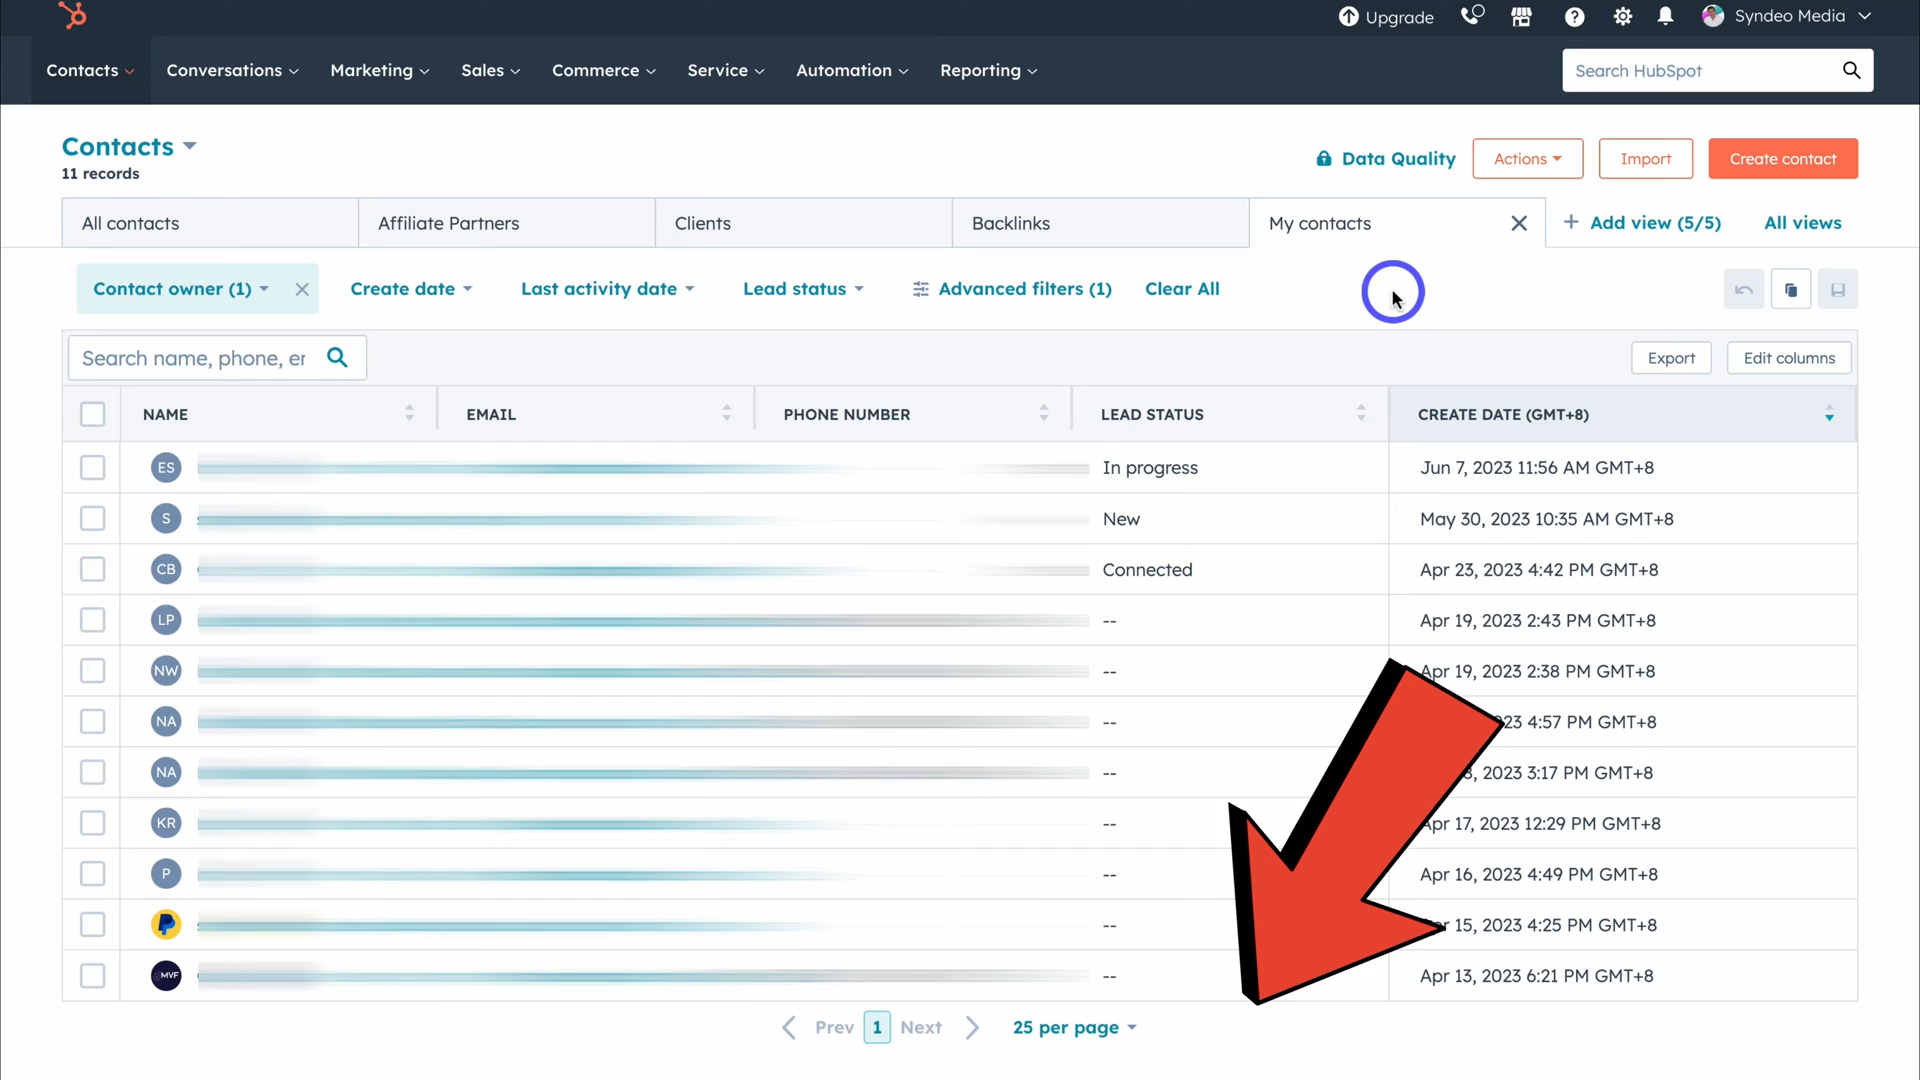 Upgrade
Syndeo Media
Contacts
Conversations
Marketing
Sales
Commerce
Service
Automation
Reporting
Search HubSpot
Contacts
11 records
Data Quality
Actions
Import
Create contact
All contacts
Affiliate Partners
Clients
Backlinks
My contacts
+ Add view (5/5)
All views
Contact owner (1)
Create date
Last activity date
Lead status
Advanced filters (1)
Clear All
Search name, phone, er
Export
Edit columns
NAME
EMAIL
PHONE NUMBER
LEAD STATUS
CREATE DATE (GMT+8)
ES In progress Jun 7, 2023 11:56 AM GMT+8
S New May 30, 2023 10:35 AM GMT+8
CB Connected Apr 23, 2023 4:42 PM GMT+8
LP -- Apr 19, 2023 2:43 PM GMT+8
NW -- Apr 19, 2023 2:38 PM GMT+8
NA -- 4:57 PM GMT+8
NA -- 3:17 PM GMT+8
KR -- Apr 17, 2023 12:29 PM GMT+8
P -- Apr 16, 2023 4:49 PM GMT+8
-- 15, 2023 4:25 PM GMT+8
MVF -- Apr 13, 2023 6:21 PM GMT+8
Prev 1 Next 25 per page